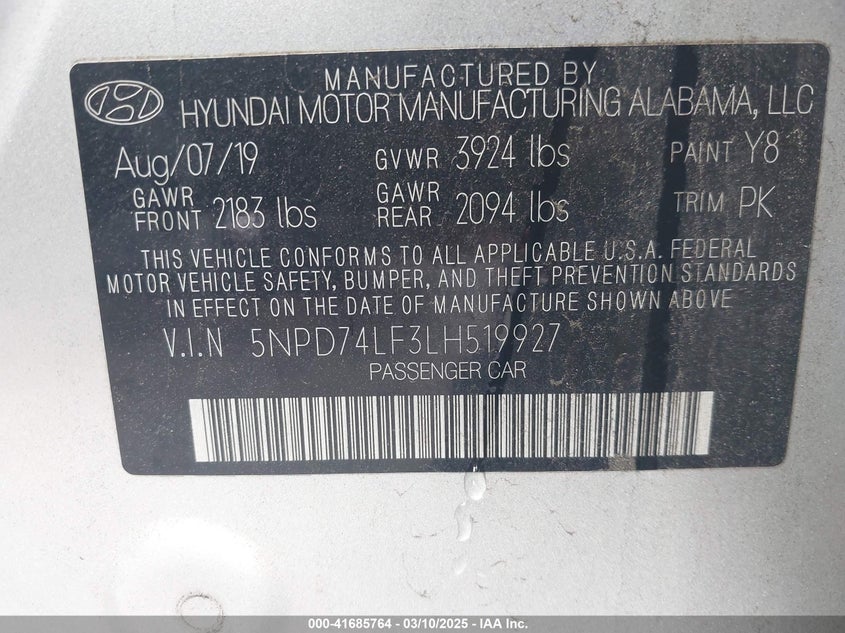 MANUFACTURED BY
HYUNDAI MOTOR MANUFACTURING ALABAMA, LLC
Aug/07/19 GVWR 3924 lbs PAINT Y8
GAWR FRONT 2183 lbs GAWR REAR 2094 lbs TRIM PK
THIS VEHICLE CONFORMS TO ALL APPLICABLE U.S.A. FEDERAL
MOTOR VEHICLE SAFETY, BUMPER, AND THEFT PREVENTION STANDARDS
IN EFFECT ON THE DATE OF MANUFACTURE SHOWN ABOVE
V.I.N 5NPD74LF3LH519927
PASSENGER CAR
000-41685764 — 03/10/2025 — IAA Inc.